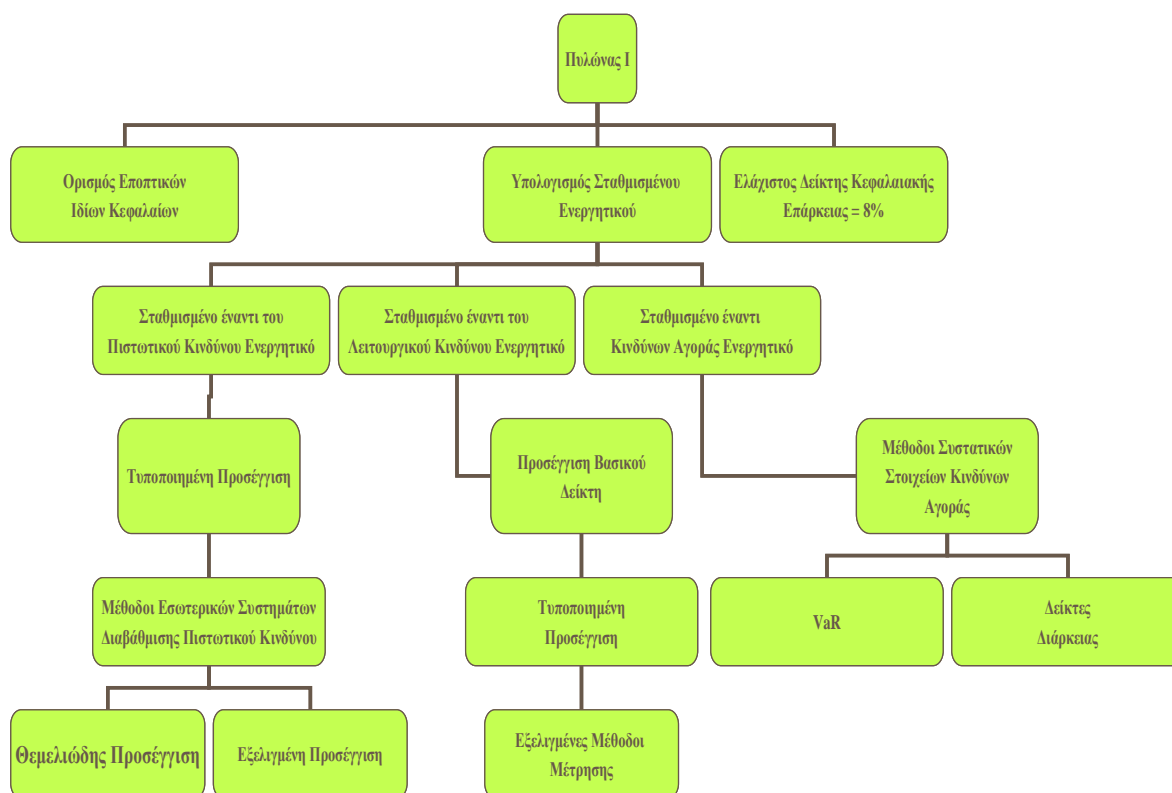 Πυλώνας Ι
Ορισμός Εποπτικών
Ιδίων Κεφαλαίων
Υπολογισμός Σταθμισμένου
Ενεργητικού
Ελάχιστος Δείκτης Κεφαλαιακής
Επάρκειας = 8%
Σταθμισμένο έναντι του
Πιστωτικού Κινδύνου Ενεργητικό
Σταθμισμένο έναντι του
Λειτουργικού Κινδύνου Ενεργητικό
Σταθμισμένο έναντι
Κινδύνων Αγοράς Ενεργητικό
Τυποποιημένη Προσέγγιση
Προσέγγιση Βασικού
Δείκτη
Μέθοδοι Συστατικών
Στοιχείων Κινδύνων
Αγοράς
Μέθοδοι Εσωτερικών Συστημάτων
Διαβάθμισης Πιστωτικού Κινδύνου
Τυποποιημένη
Προσέγγιση
VaR
Δείκτες
Διάρκειας
Θεμελιώδης Προσέγγιση
Εξελιγμένη Προσέγγιση
Εξελιγμένες Μέθοδοι
Μέτρησης